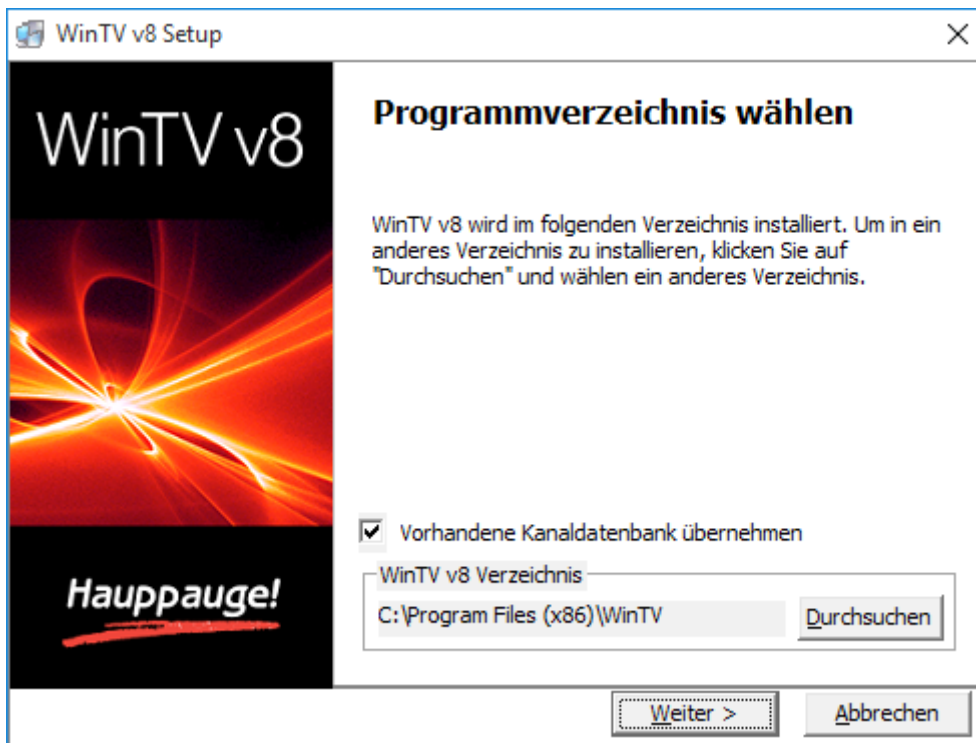 WinTV v8 Setup
WinTV v8
Programmverzeichnis wählen
WinTV v8 wird im folgenden Verzeichnis installiert. Um in ein
anderes Verzeichnis zu installieren, klicken Sie auf
"Durchsuchen" und wählen ein anderes Verzeichnis.
Vorhandene Kanaldatenbank übernehmen
WinTV v8 Verzeichnis
C:\Program Files (x86)\WinTV
Durchsuchen
Hauppauge!
Weiter >
Abbrechen